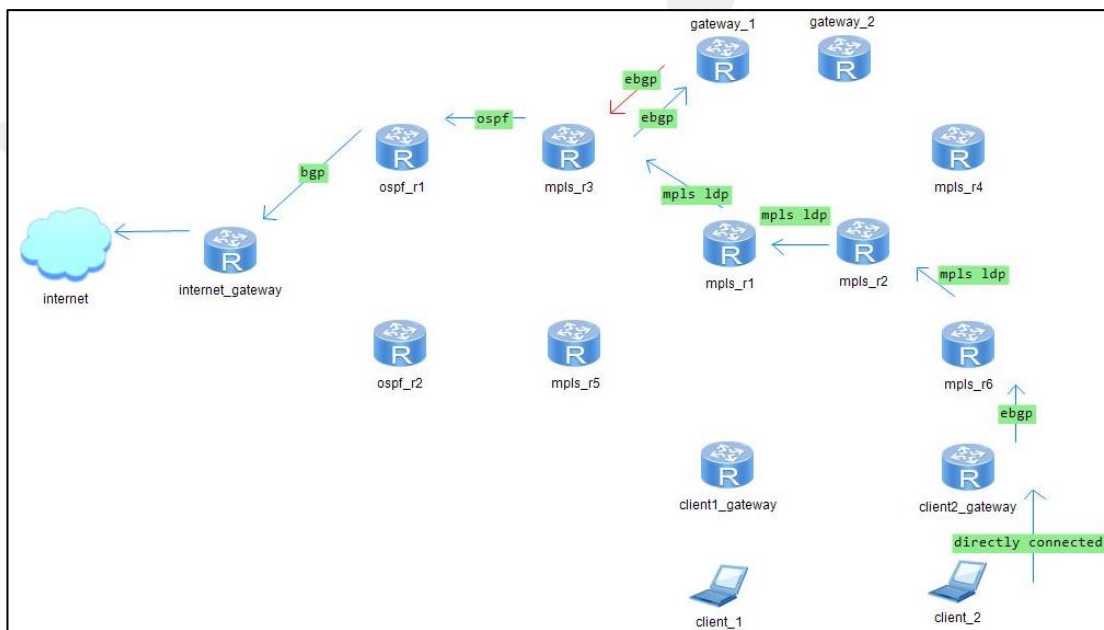 gateway_1
gateway_2
ebgp
ebgp
ospf
bgp
ospf_r1
mpls_r3
mpls_r4
mpls ldp
mpls ldp
internet
internet_gateway
mpls_r1
mpls_r2
mpls ldp
ospf_r2
mpls_r5
mpls_r6
ebgp
client1_gateway
client2_gateway
directly connected
client_1
client_2
R
R
R
R
R
R
R
R
R
R
R
R
R